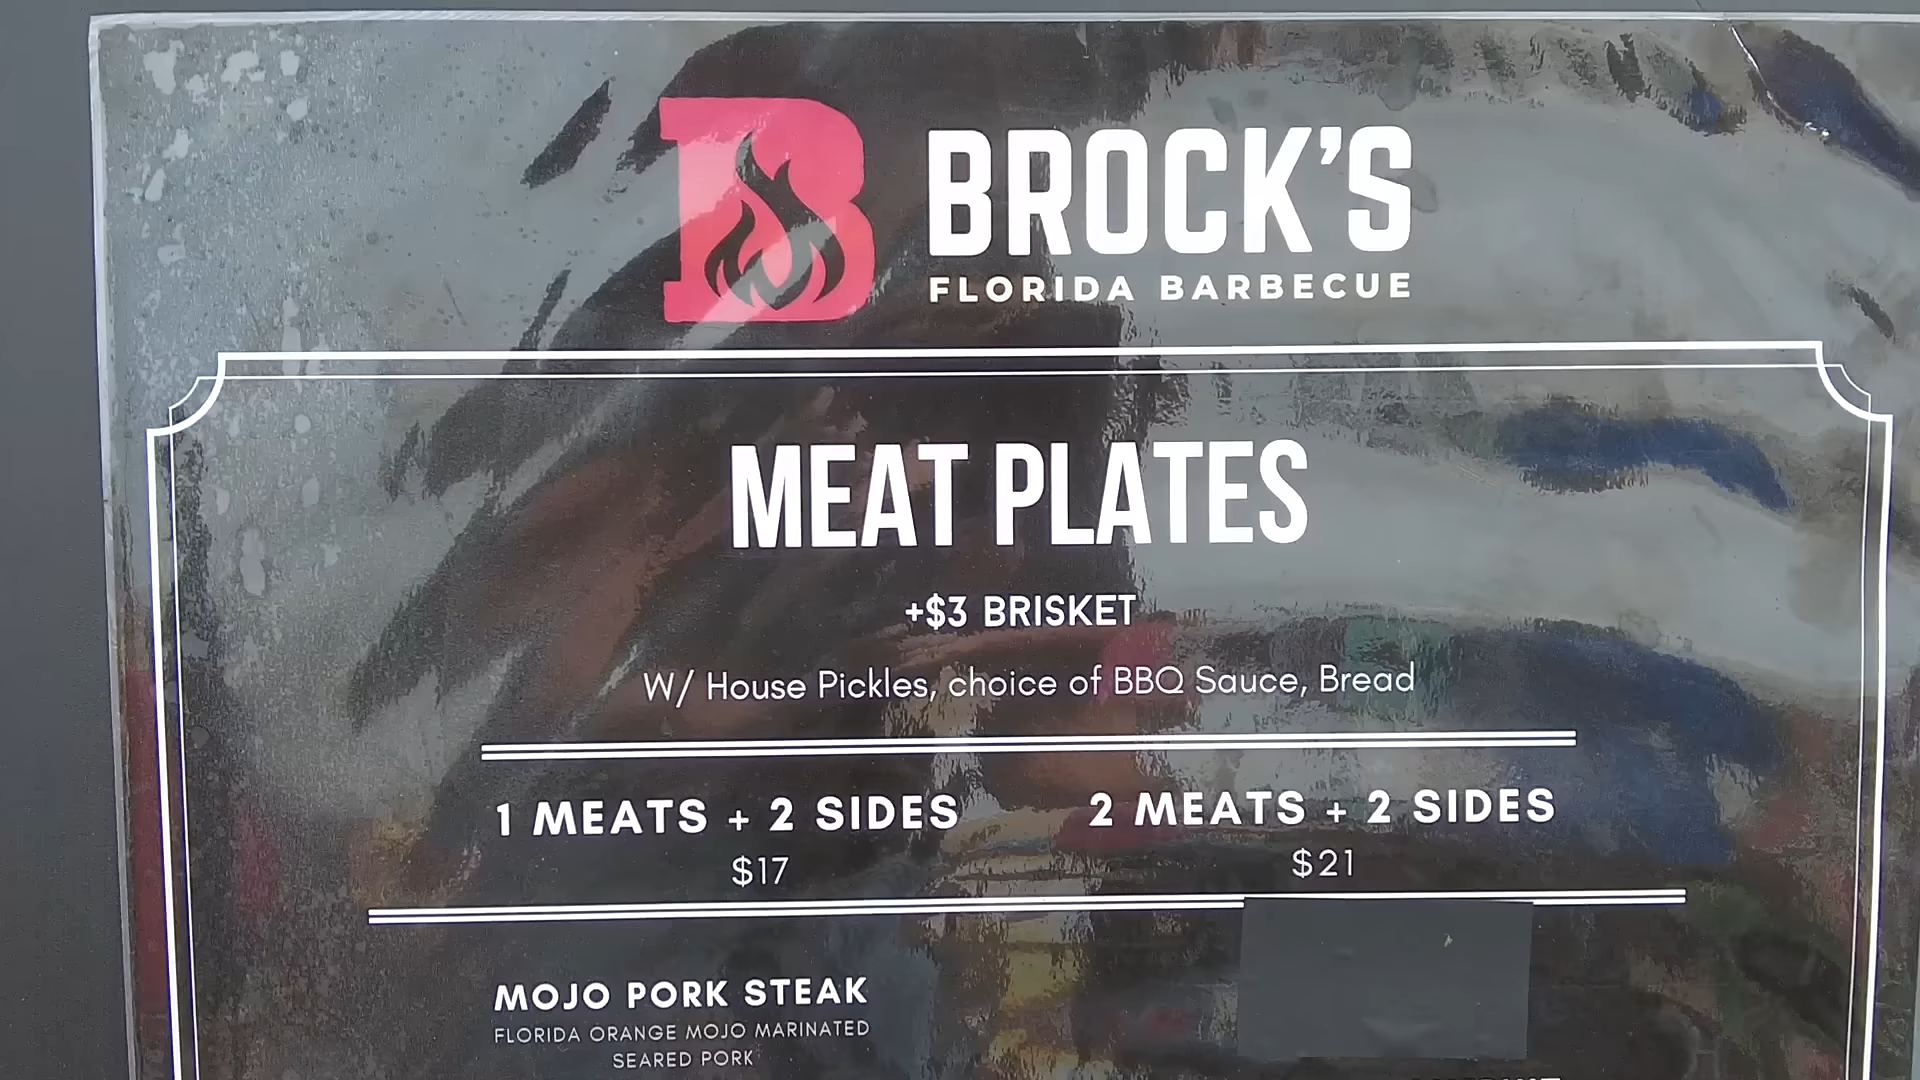 B BROCK'S
FLORIDA BARBECUE
MEAT PLATES
+$3 BRISKET
W/ House Pickles, choice of BBQ Sauce, Bread
1 MEATS + 2 SIDES
$17
2 MEATS + 2 SIDES
$21
MOJO PORK STEAK
FLORIDA ORANGE MOJO MARINATED
SEARED PORK